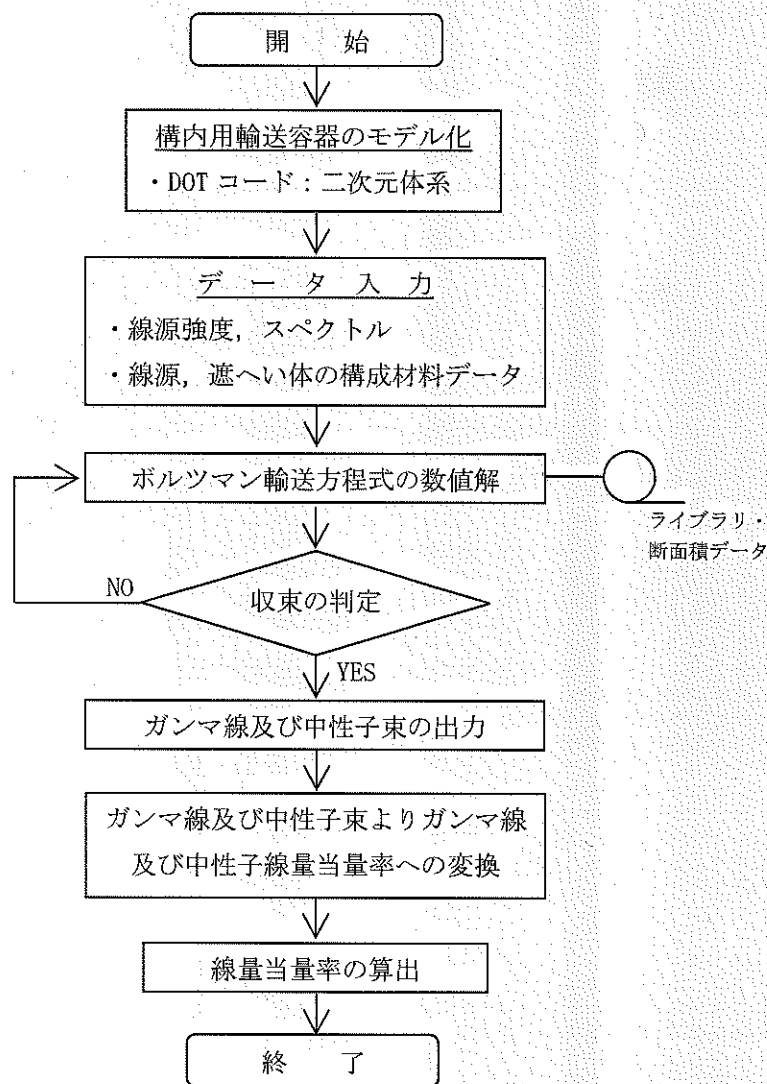 開 始
構内用輸送容器のモデル化
・DOT コード：二次元体系
デ ー タ 入 力
・線源強度，スペクトル
・線源，遮へい体の構成材料データ
ボルツマン輸送方程式の数値解
ライブラリ・
断面積データ
収束の判定
NO
YES
ガンマ線及び中性子束の出力
ガンマ線及び中性子束よりガンマ線
及び中性子線量当量率への変換
線量当量率の算出
終 了